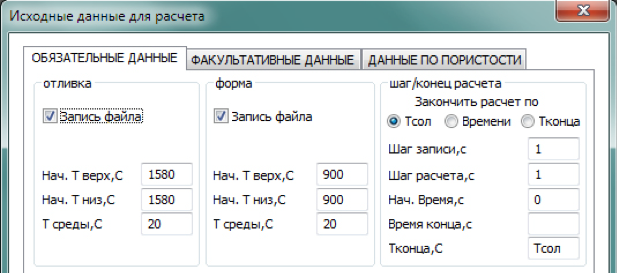 Исходные данные для расчета
ОБЯЗАТЕЛЬНЫЕ ДАННЫЕ ФАКУЛЬТАТИВНЫЕ ДАННЫЕ ДАННЫЕ ПО ПОРИСТОСТИ
отливка
Запись файла
Нач. Т верх,С 1580
Нач. Т низ,С 1580
Т среды,С 20
форма
Запись файла
Нач. Т верх,С 900
Нач. Т низ,С 900
Т среды,С 20
шаг/конец расчета
Закончить расчет по
Тсол Времени Тконца
Шаг записи,с 1
Шаг расчета,с 1
Нач. Время,с 0
Время конца,с
Тконца,С Тсол